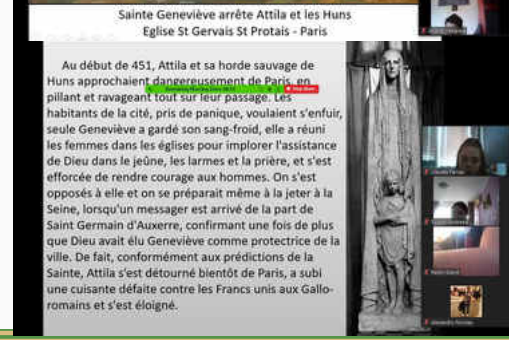 Sainte Geneviève arrête Attila et les Huns
Eglise St Gervais St Protais - Paris
Au début de 451, Attila et sa horde sauvage de
Huns approchaient dangereusement de Paris, en
pillant et ravageant tout sur leur passage. Les
habitants de la cité, pris de panique, voulaient s'enfuir,
seule Geneviève a gardé son sang-froid, elle a réuni
les femmes dans les églises pour implorer l'assistance
de Dieu dans le jeûne, les larmes et la prière, et s'est
efforcée de rendre courage aux hommes. On s'est
opposés à elle et on se préparait même à la jeter à la
Seine, lorsqu'un messager est arrivé de la part de
Saint Germain d'Auxerre, confirmant une fois de plus
que Dieu avait élu Geneviève comme protectrice de la
ville. De fait, conformément aux prédictions de la
Sainte, Attila s'est détourné bientôt de Paris, a subi
une cuisante défaite contre les Francs unis aux Gallo-
romains et s'est éloigné.